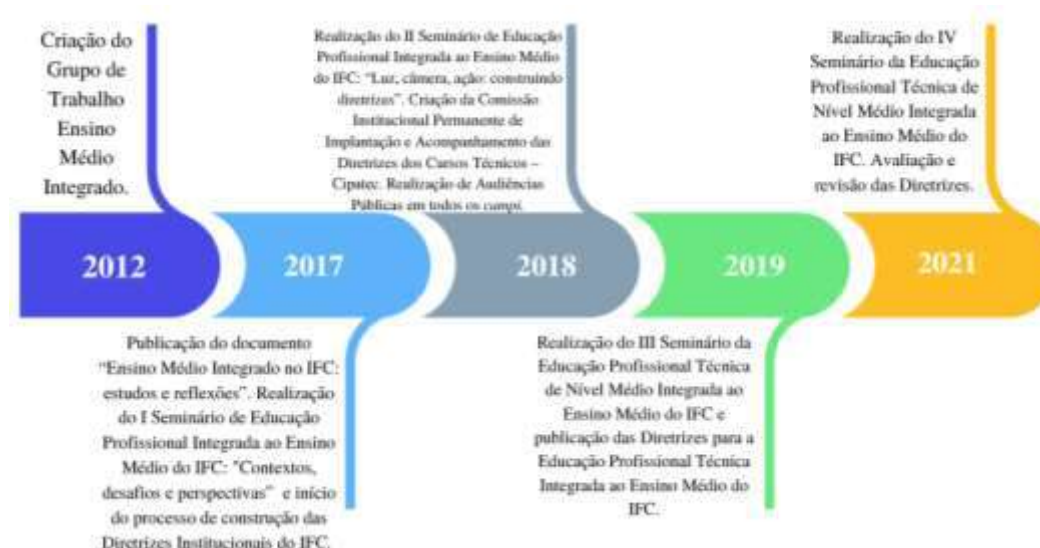 Criação do
Grupo de
Trabalho
Ensino
Médio
Integrado.
2012
Publicação do documento
“Ensino Médio Integrado no IFC:
estudos e reflexões”. Realização
do I Seminário de Educação
Profissional Integrada ao Ensino
Médio do IFC: "Contextos,
desafios e perspectivas” e início
do processo de construção das
Diretrizes Institucionais do IFC.
2017
Realização do II Seminário de Educação
Profissional Integrada ao Ensino Médio
do IFC: “Luz, câmera, ação: construindo
diretrizes”. Criação da Comissão
Institucional Permanente de
Implantação e Acompanhamento das
Diretrizes dos Cursos Técnicos –
Cipatec. Realização de Audiências
Públicas em todos os campi.
2018
Realização do III Seminário da
Educação Profissional Técnica
de Nível Médio Integrada ao
Ensino Médio do IFC e
publicação das Diretrizes para a
Educação Profissional Técnica
Integrada ao Ensino Médio do
IFC.
2019
Realização do IV
Seminário da Educação
Profissional Técnica de
Nível Médio Integrada
ao Ensino Médio do
IFC. Avaliação e
revisão das Diretrizes.
2021